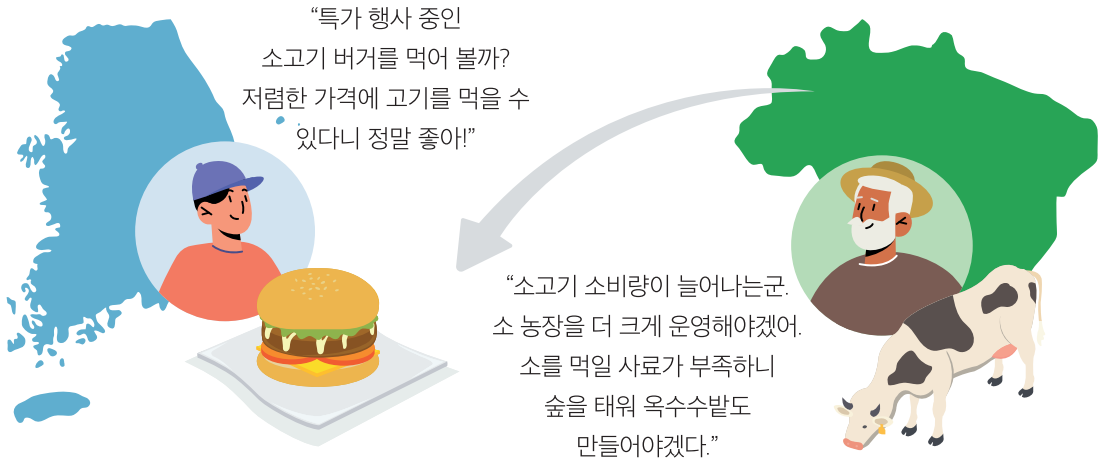 “특가 행사 중인
소고기 버거를 먹어 볼까?
저렴한 가격에 고기를 먹을 수
있다니 정말 좋아!”
“소고기 소비량이 늘어나는군.
소 농장을 더 크게 운영해야겠어.
소를 먹일 사료가 부족하니
숲을 태워 옥수수밭도
만들어야겠다.”